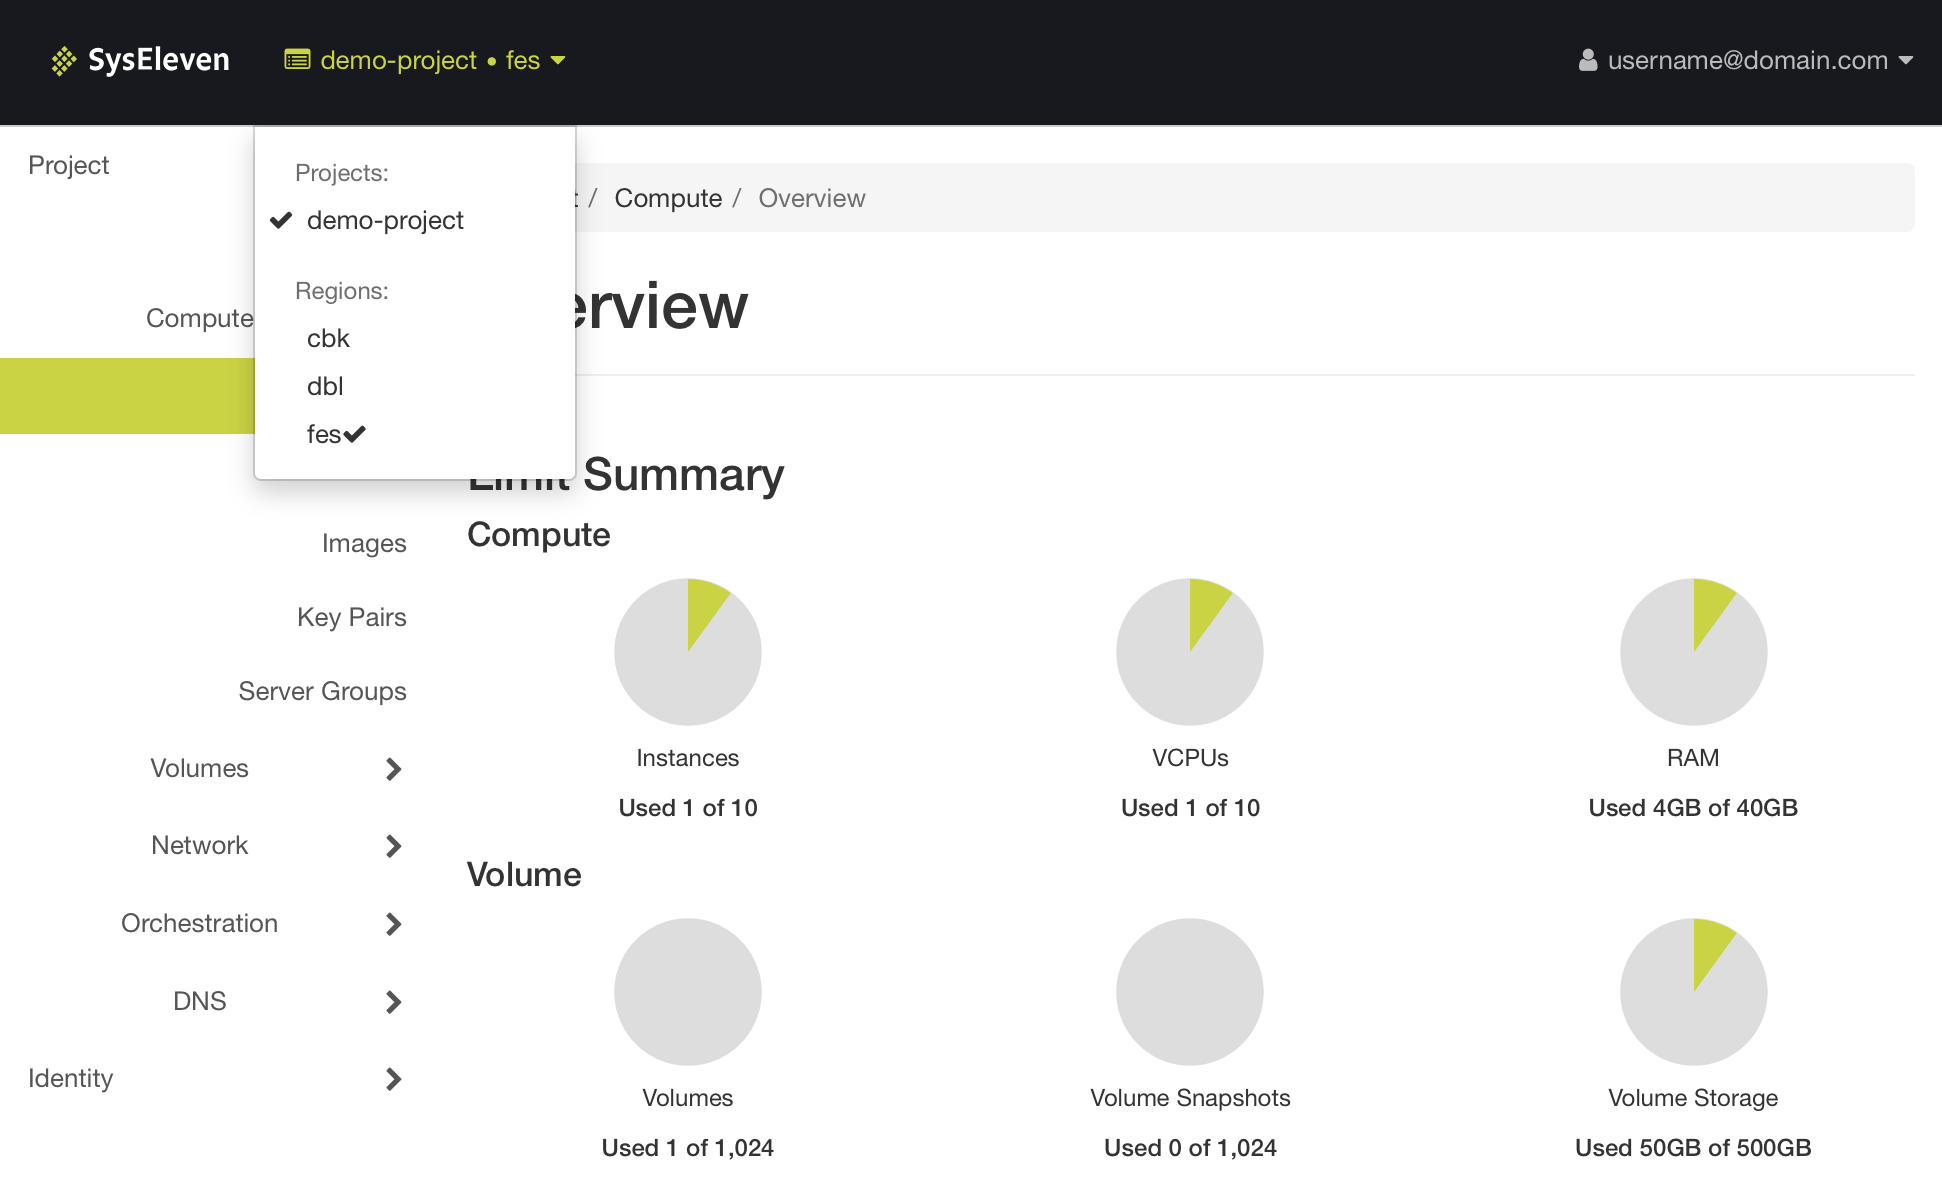 SysEleven
demo-project • fes
username@domain.com
Project
Projects:
demo-project
Regions:
cbk
dbl
fes
Compute
Images
Key Pairs
Server Groups
Volumes
Network
Orchestration
DNS
Identity
/ Compute / Overview
erview
Summary
Compute
Instances
Used 1 of 10
VCPUs
Used 1 of 10
RAM
Used 4GB of 40GB
Volume
Volumes
Used 1 of 1,024
Volume Snapshots
Used 0 of 1,024
Volume Storage
Used 50GB of 500GB